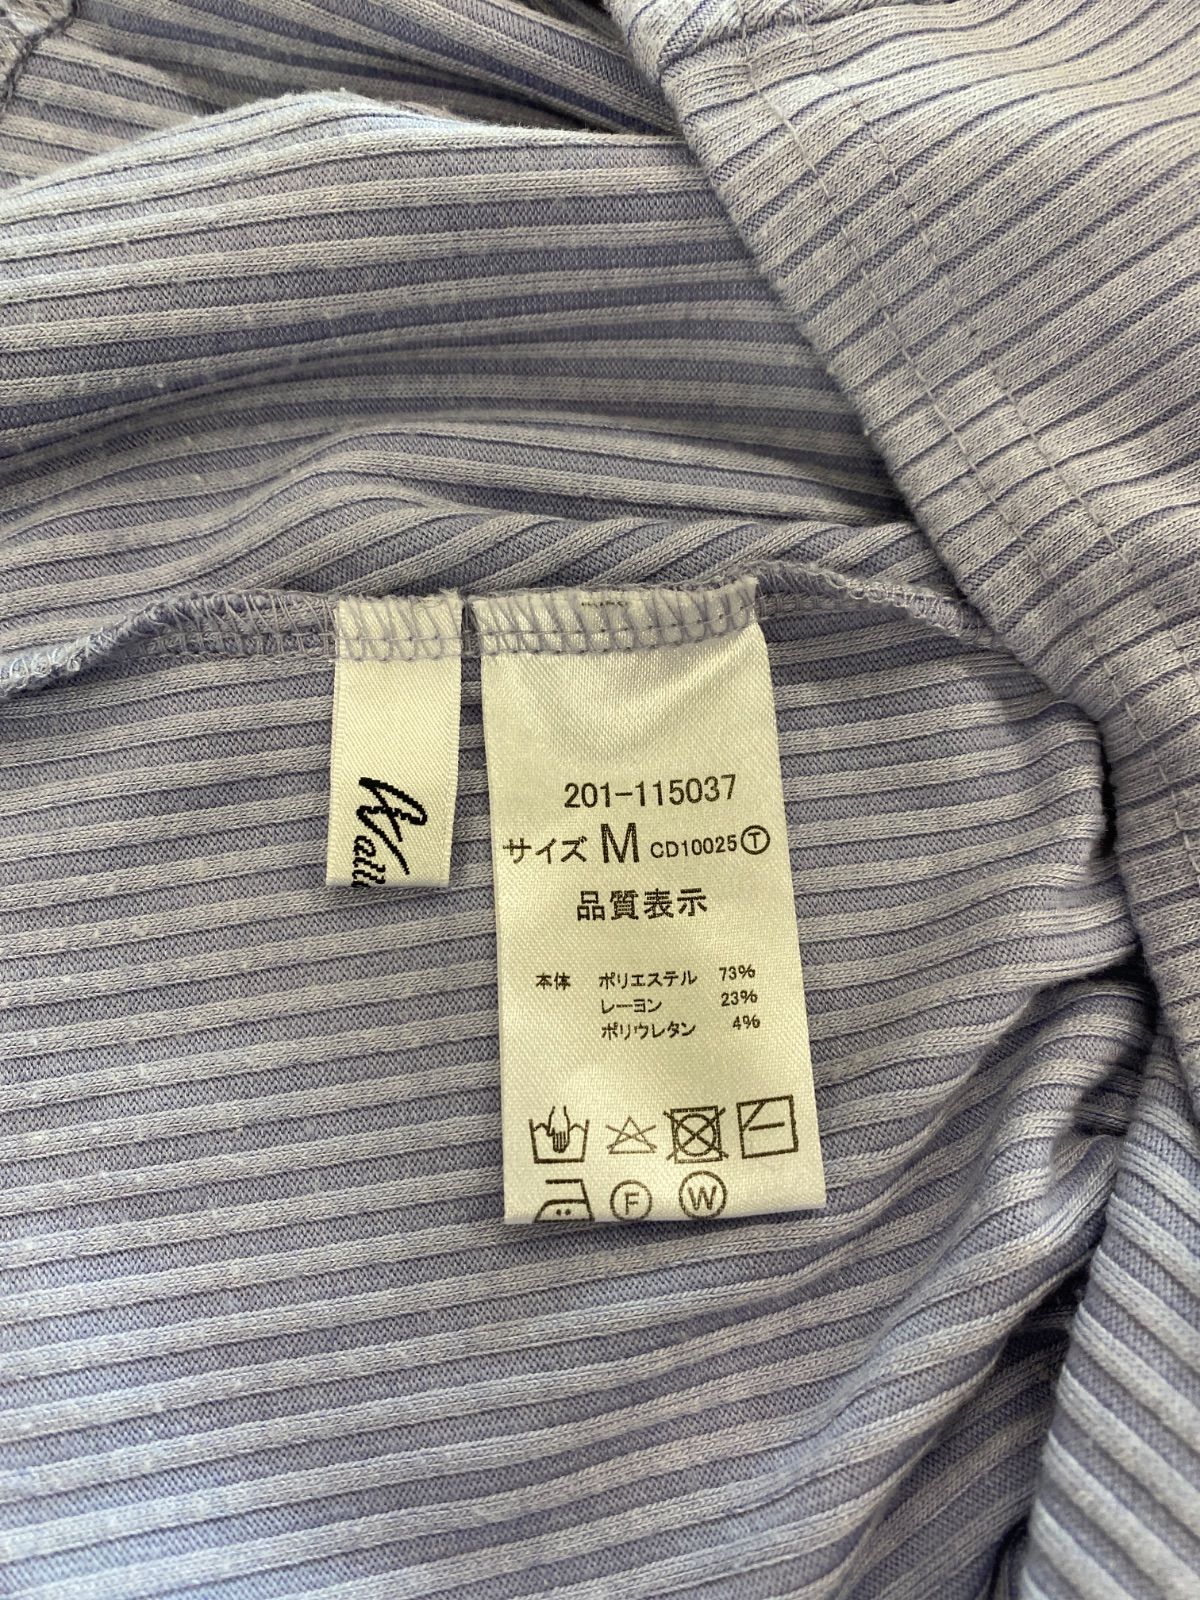 201-115037
サイズ M CD10025Ⓣ
品質表示
本体 ポリエステル 73%
レーヨン 23%
ポリウレタン 4%
F W